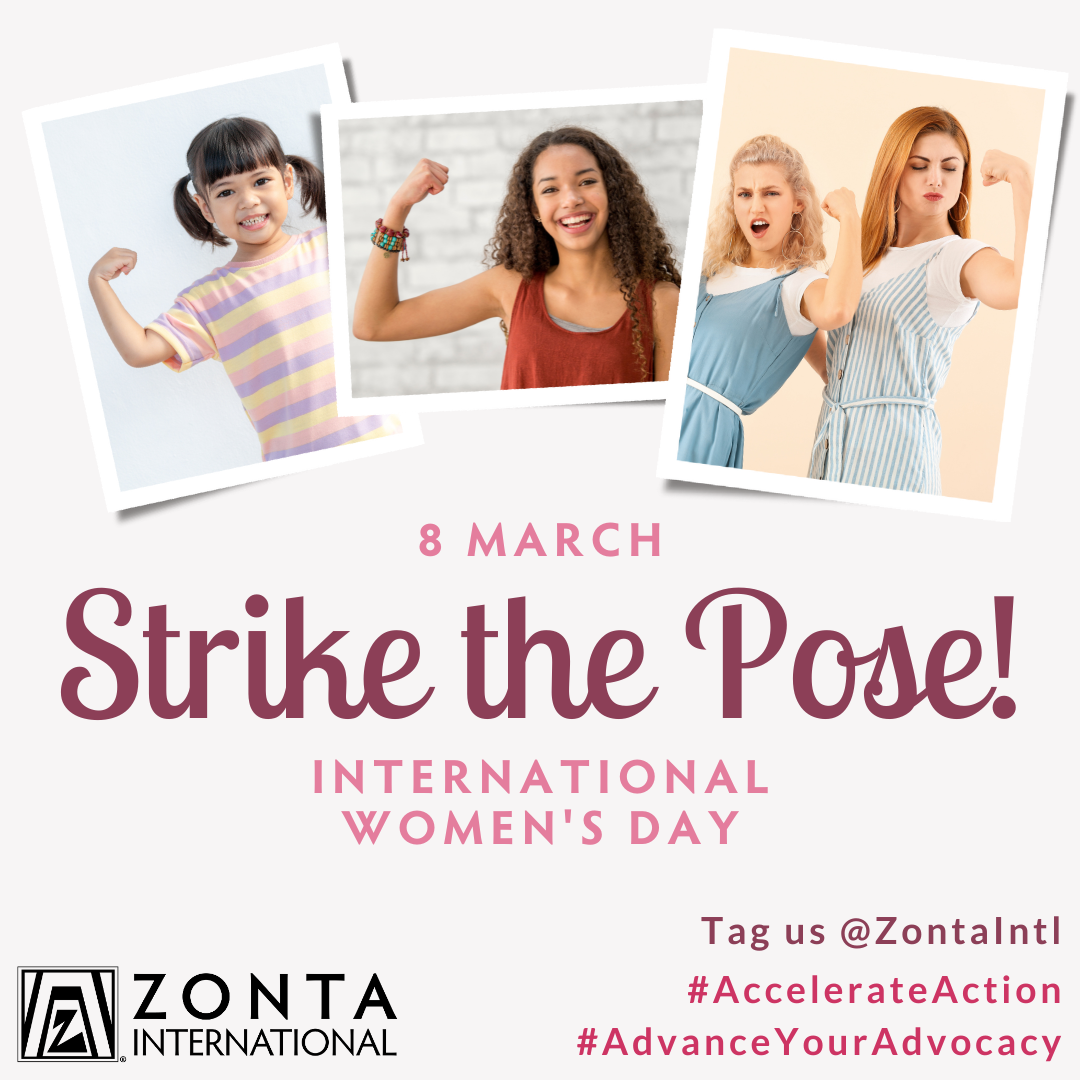 8 MARCH
Strike the Pose!
INTERNATIONAL
WOMEN'S DAY
Tag us @ZontaIntl
#AccelerateAction
#AdvanceYourAdvocacy
Z
ZONTA
INTERNATIONAL
®